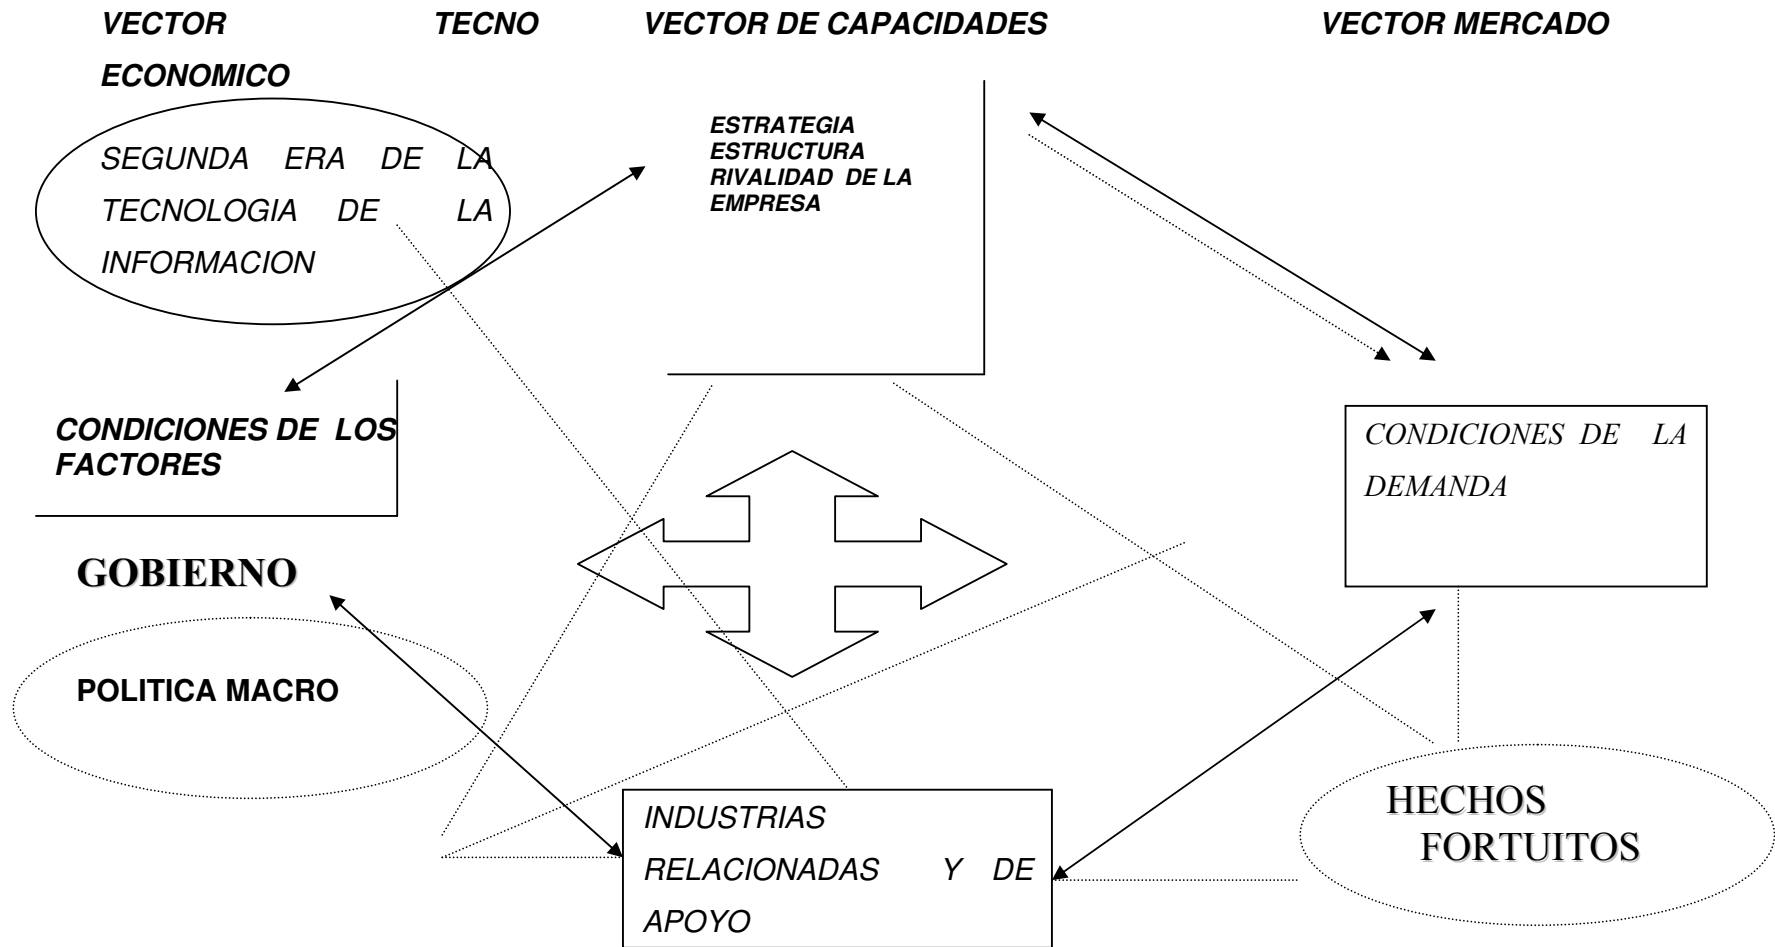 VECTOR TECNO
ECONOMICO
VECTOR DE CAPACIDADES
VECTOR MERCADO
SEGUNDA ERA DE LA
TECNOLOGIA DE LA
INFORMACION
ESTRATEGIA
ESTRUCTURA
RIVALIDAD DE LA
EMPRESA
CONDICIONES DE LOS
FACTORES
CONDICIONES DE LA
DEMANDA
GOBIERNO
POLITICA MACRO
INDUSTRIAS
RELACIONADAS Y DE
APOYO
HECHOS
FORTUITOS